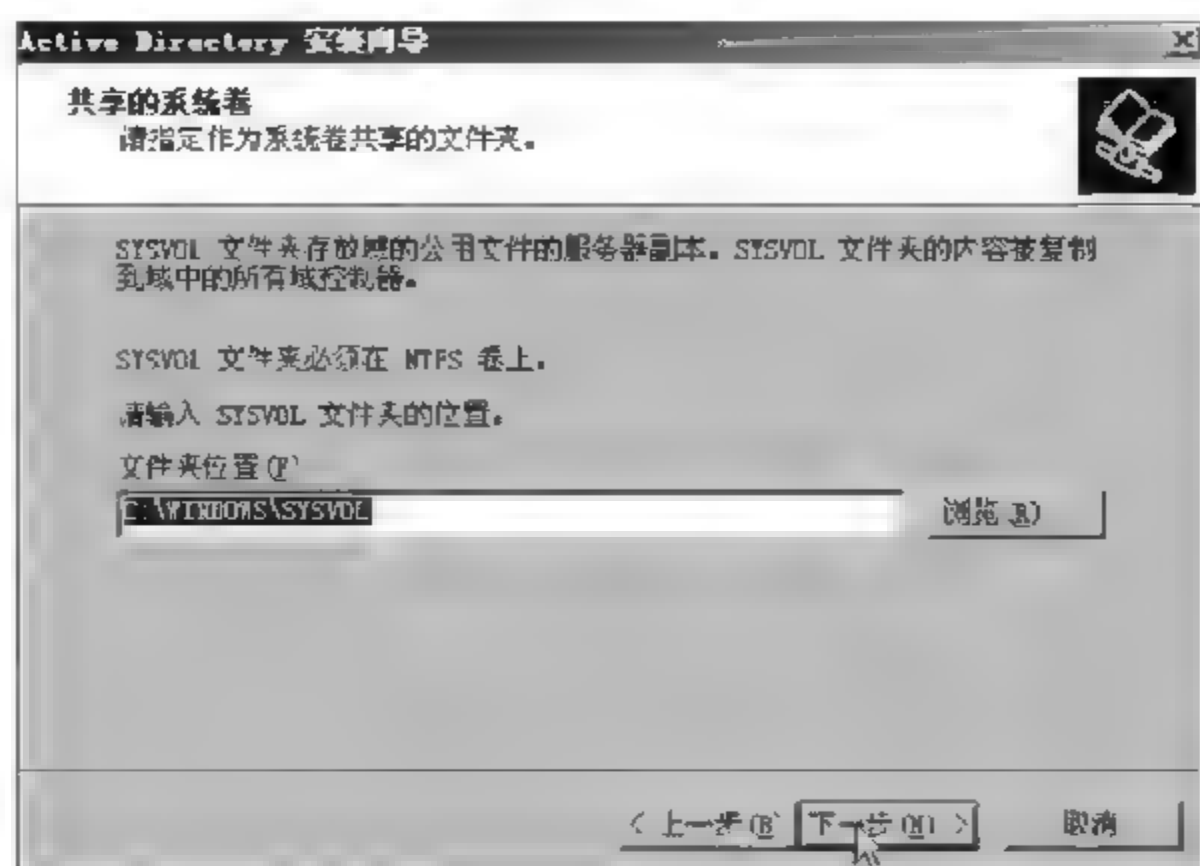 Active Directory 安装向导
共享的系统卷
请指定作为系统卷共享的文件夹。
SYSVOL 文件夹存放域的公用文件的服务器副本。SYSVOL 文件夹的内容被复制
到域中的所有域控制器。
SYSVOL 文件夹必须在 NTFS 卷上。
请输入 SYSVOL 文件夹的位置。
文件夹位置(F)
C:\WINDOWS\SYSVOL
浏览(R)
< 上一步(B)
下一步(N) >
取消